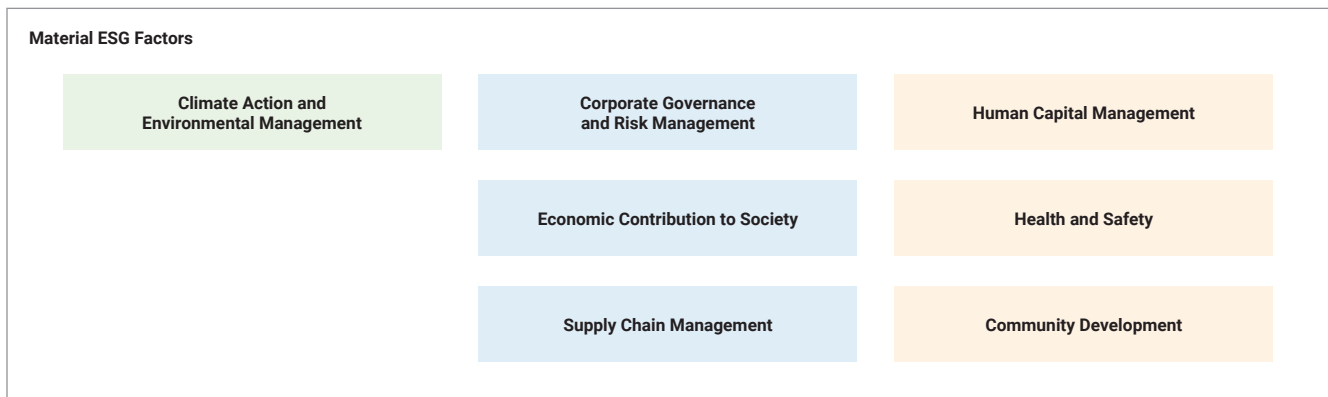 Material ESG Factors
Climate Action and
Environmental Management
Corporate Governance
and Risk Management
Human Capital Management
Economic Contribution to Society
Health and Safety
Supply Chain Management
Community Development